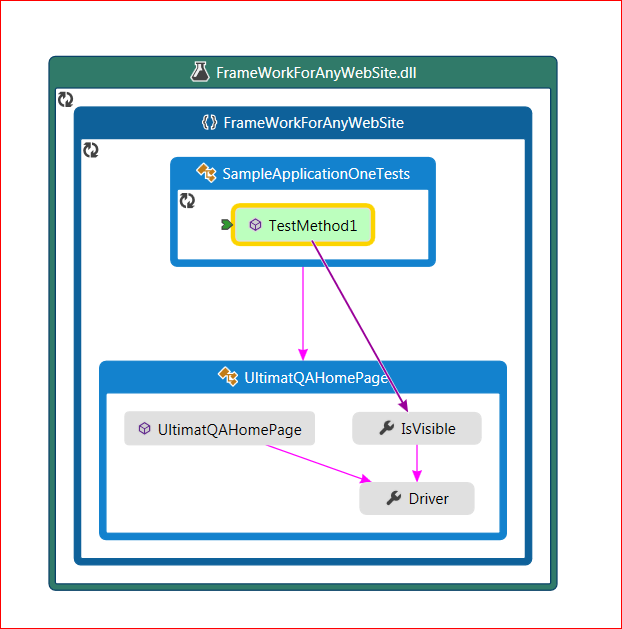 FrameWorkForAnyWebSite.dll
FrameWorkForAnyWebSite
SampleApplicationOneTests
TestMethod1
UltimatQAHomePage
UltimatQAHomePage
IsVisible
Driver